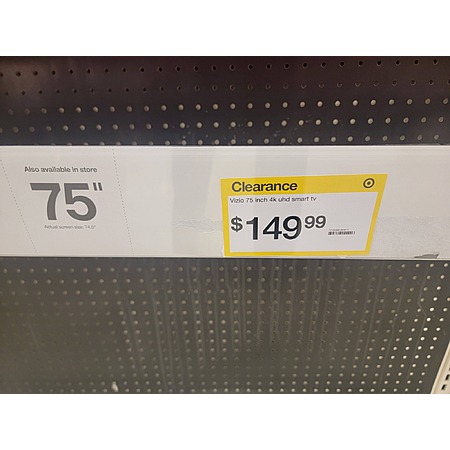 Also available in store
75"
Actual screen size: 74.5"
Clearance
Vizio 75 inch 4k uhd smart tv
$149.99